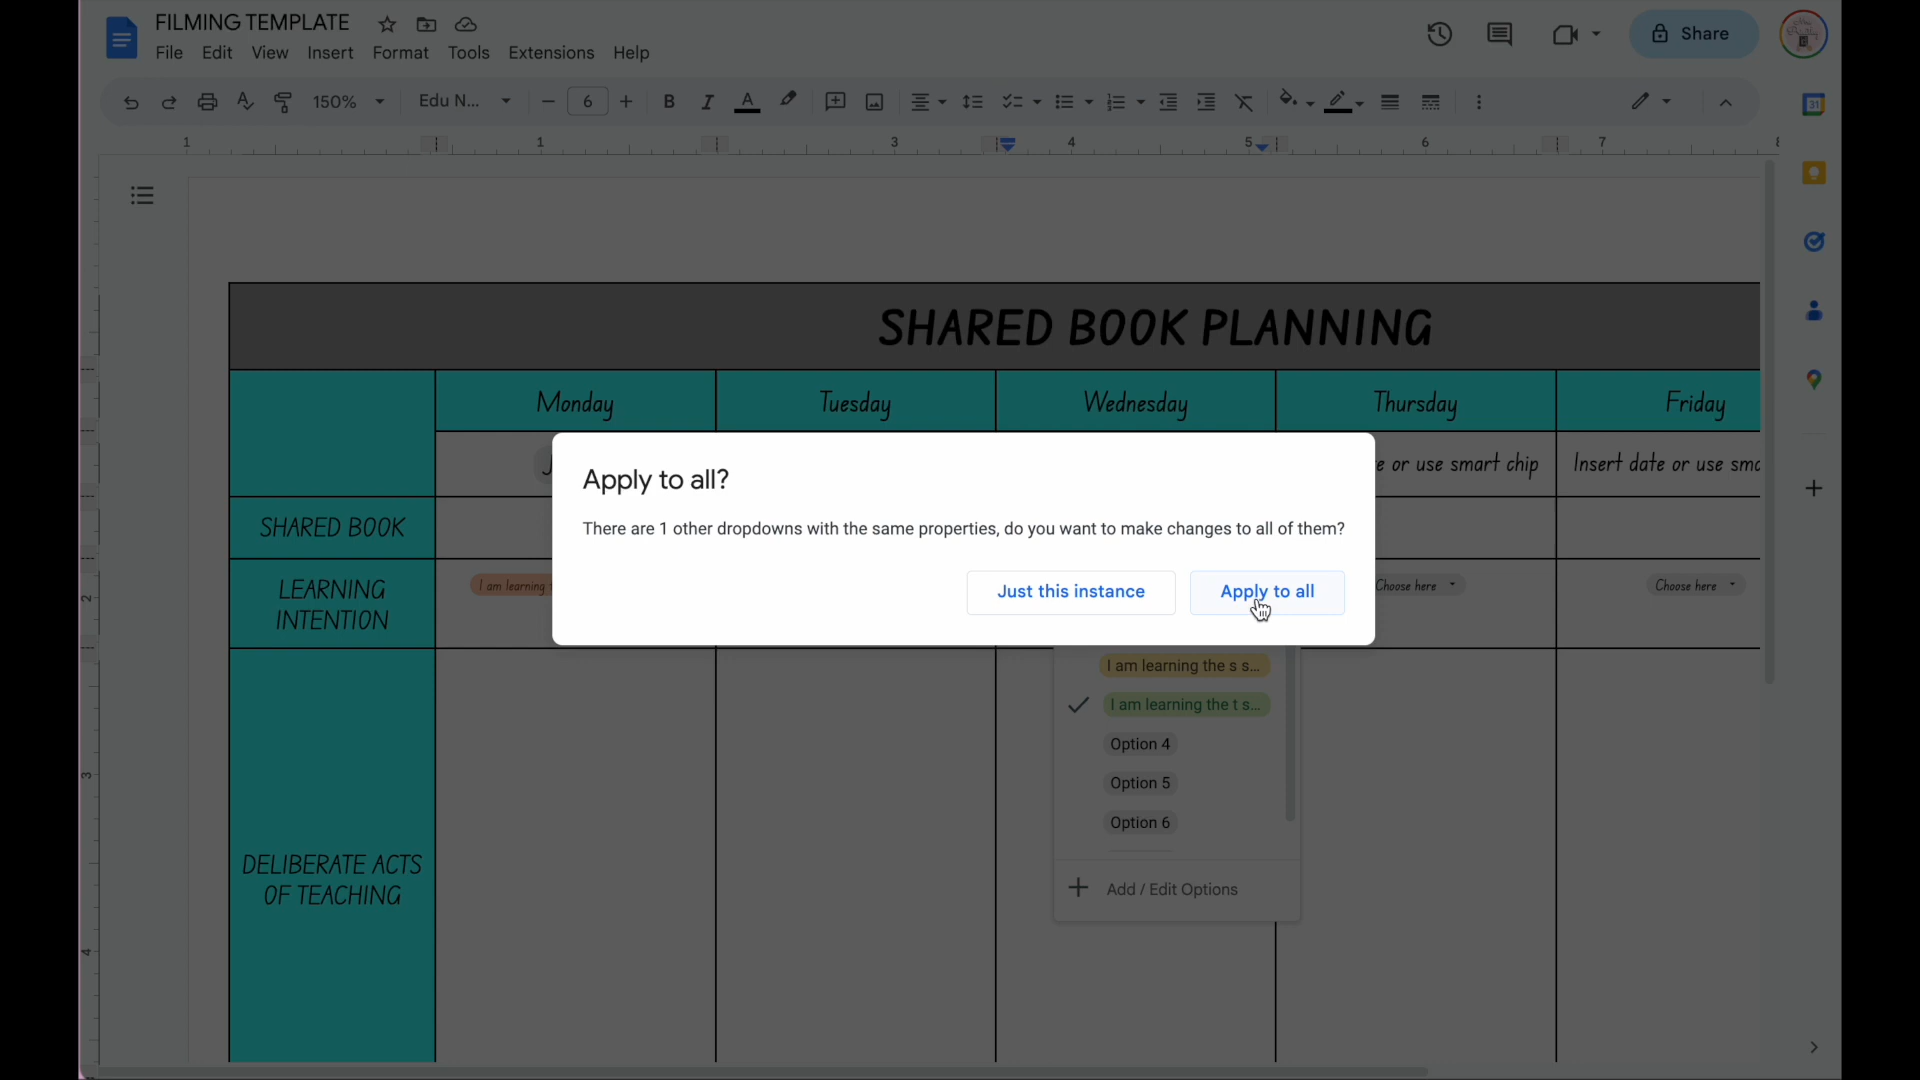 FILMING TEMPLATE
File Edit View Insert Format Tools Extensions Help
Share
150% Edu N... 6
1 1 3 4 5 6 7
SHARED BOOK PLANNING
Monday Tuesday Wednesday Thursday Friday
or use smart chip Insert date or use
SHARED BOOK
LEARNING
INTENTION
I am learning
Choose here
Choose here
Apply to all?
There are 1 other dropdowns with the same properties, do you want to make changes to all of them?
Just this instance Apply to all
I am learning the s s...
I am learning the t s...
Option 4
Option 5
Option 6
Add / Edit Options
DELIBERATE ACTS
OF TEACHING
2
3
4
31